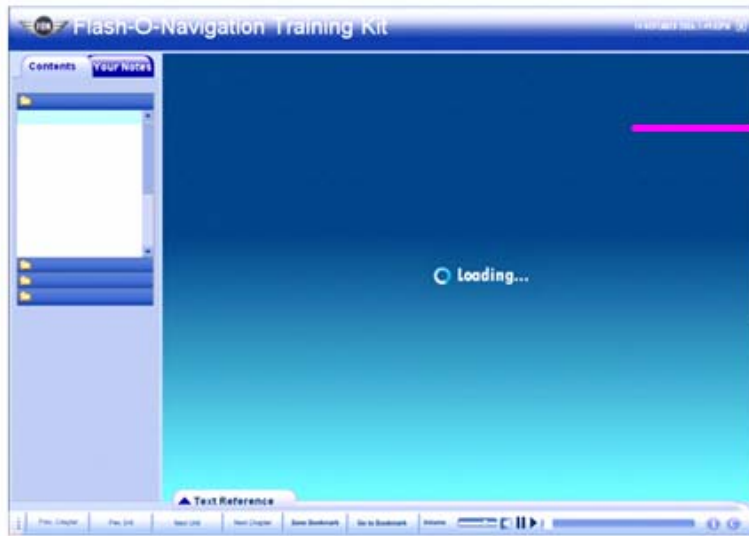 FON Flash-O-Navigation Training Kit
Contents Your Notes
Loading...
Text Reference
Prev. Chapter Prev. Unit Next Unit Next Chapter Save Bookmark Go to Bookmark Volume